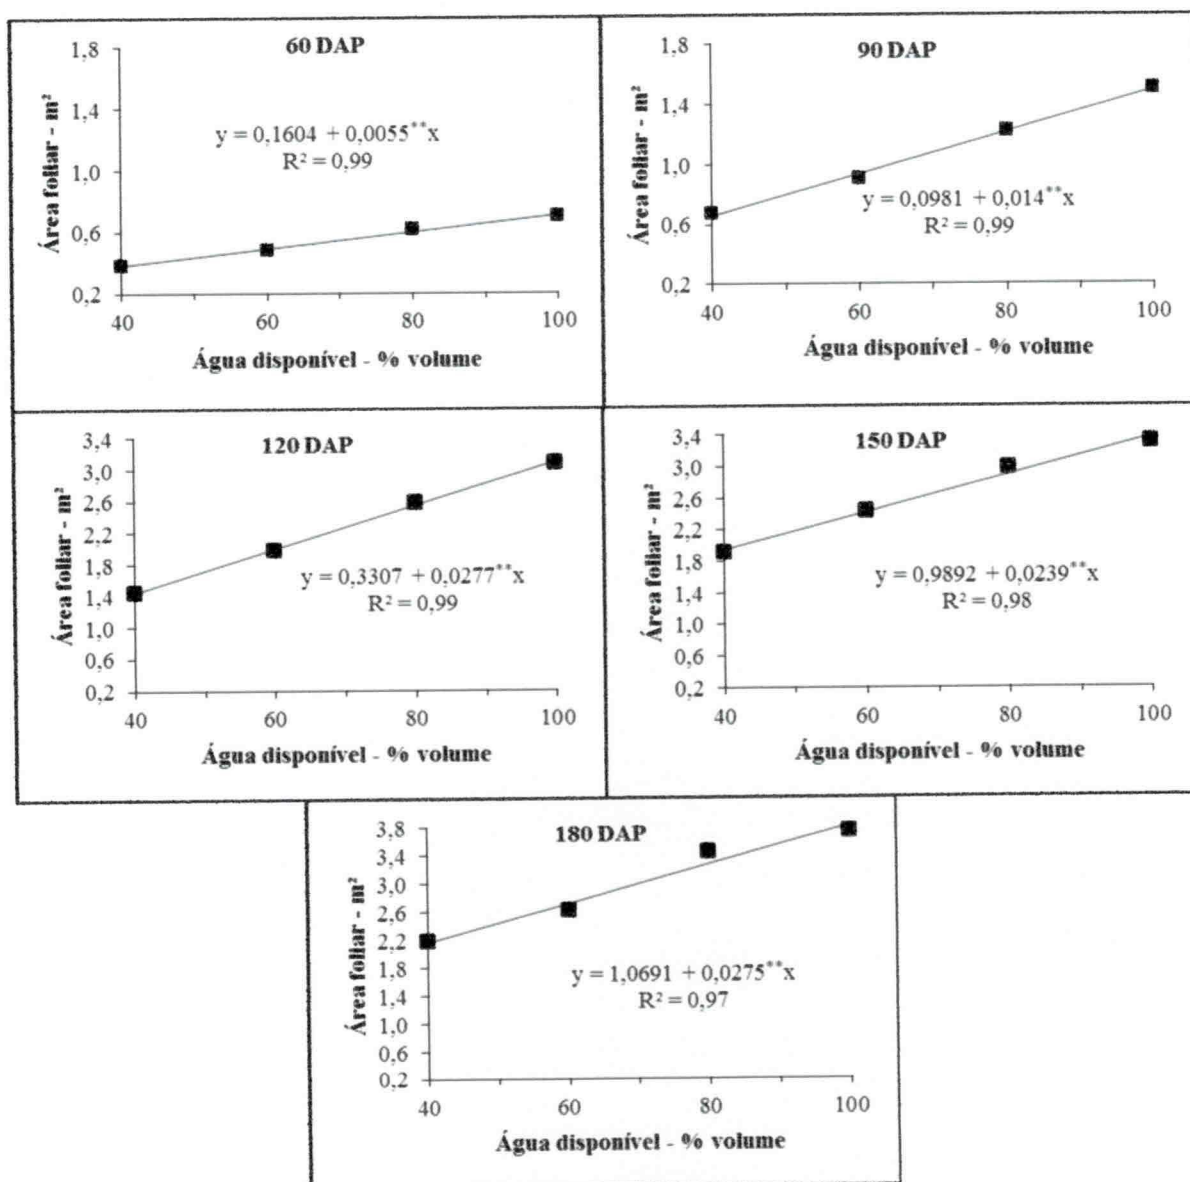 60 DAP
1,8
1,4
1,0
0,6
0,2
Área foliar - m²
y = 0,1604 + 0,0055**x
R² = 0,99
40 60 80 100
Água disponível - % volume
90 DAP
1,8
1,4
1,0
0,6
0,2
Área foliar - m²
y = 0,0981 + 0,014**x
R² = 0,99
40 60 80 100
Água disponível - % volume
120 DAP
3,4
3,0
2,6
2,2
1,8
1,4
1,0
0,6
0,2
Área foliar - m²
y = 0,3307 + 0,0277**x
R² = 0,99
40 60 80 100
Água disponível - % volume
150 DAP
3,4
3,0
2,6
2,2
1,8
1,4
1,0
0,6
0,2
Área foliar - m²
y = 0,9892 + 0,0239**x
R² = 0,98
40 60 80 100
Água disponível - % volume
180 DAP
3,8
3,4
3,0
2,6
2,2
1,8
1,4
1,0
0,6
0,2
Área foliar - m²
y = 1,0691 + 0,0275**x
R² = 0,97
40 60 80 100
Água disponível - % volume